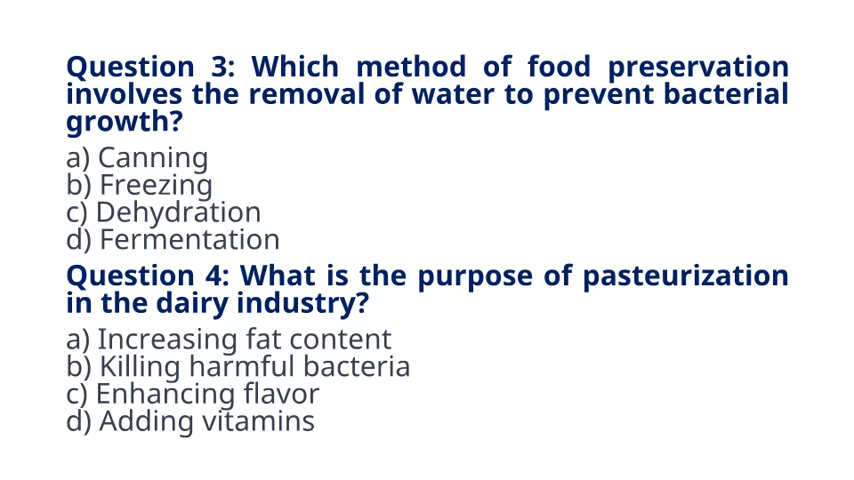 Question 3: Which method of food preservation
involves the removal of water to prevent bacterial
growth?
a) Canning
b) Freezing
c) Dehydration
d) Fermentation
Question 4: What is the purpose of pasteurization
in the dairy industry?
a) Increasing fat content
b) Killing harmful bacteria
c) Enhancing flavor
d) Adding vitamins